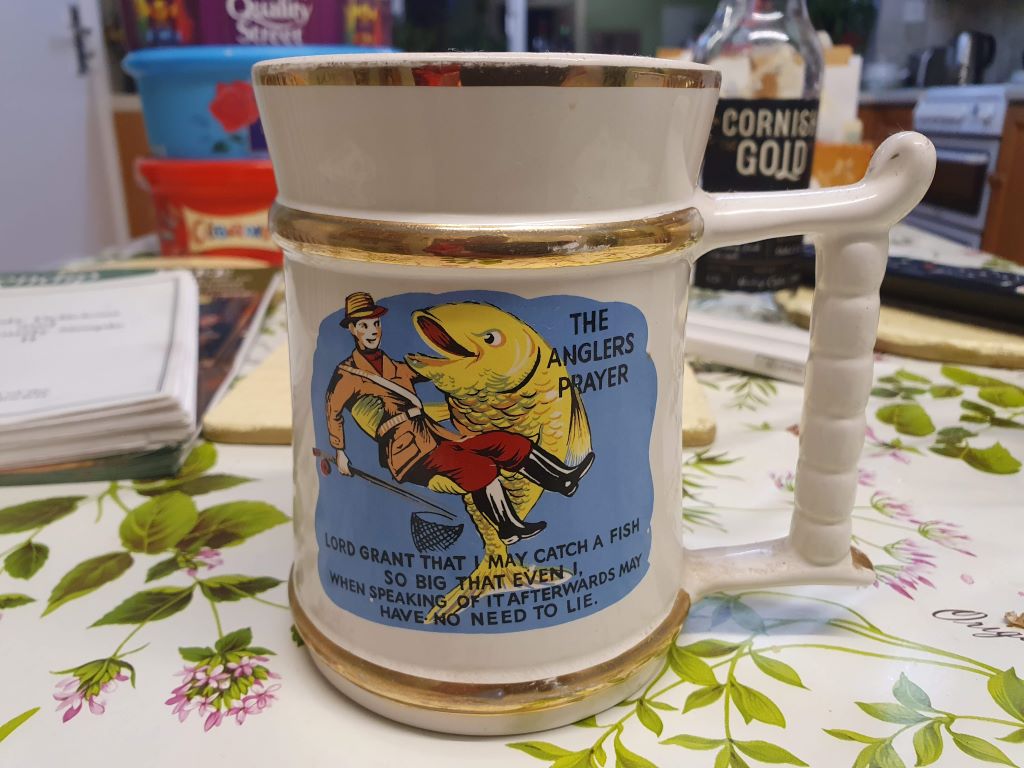 Quality
Street
CORNISH
GOLD
THE
ANGLERS
PRAYER
LORD GRANT THAT I MAY CATCH A FISH
SO BIG THAT EVEN I,
WHEN SPEAKING OF IT AFTERWARDS MAY
HAVE NO NEED TO LIE.